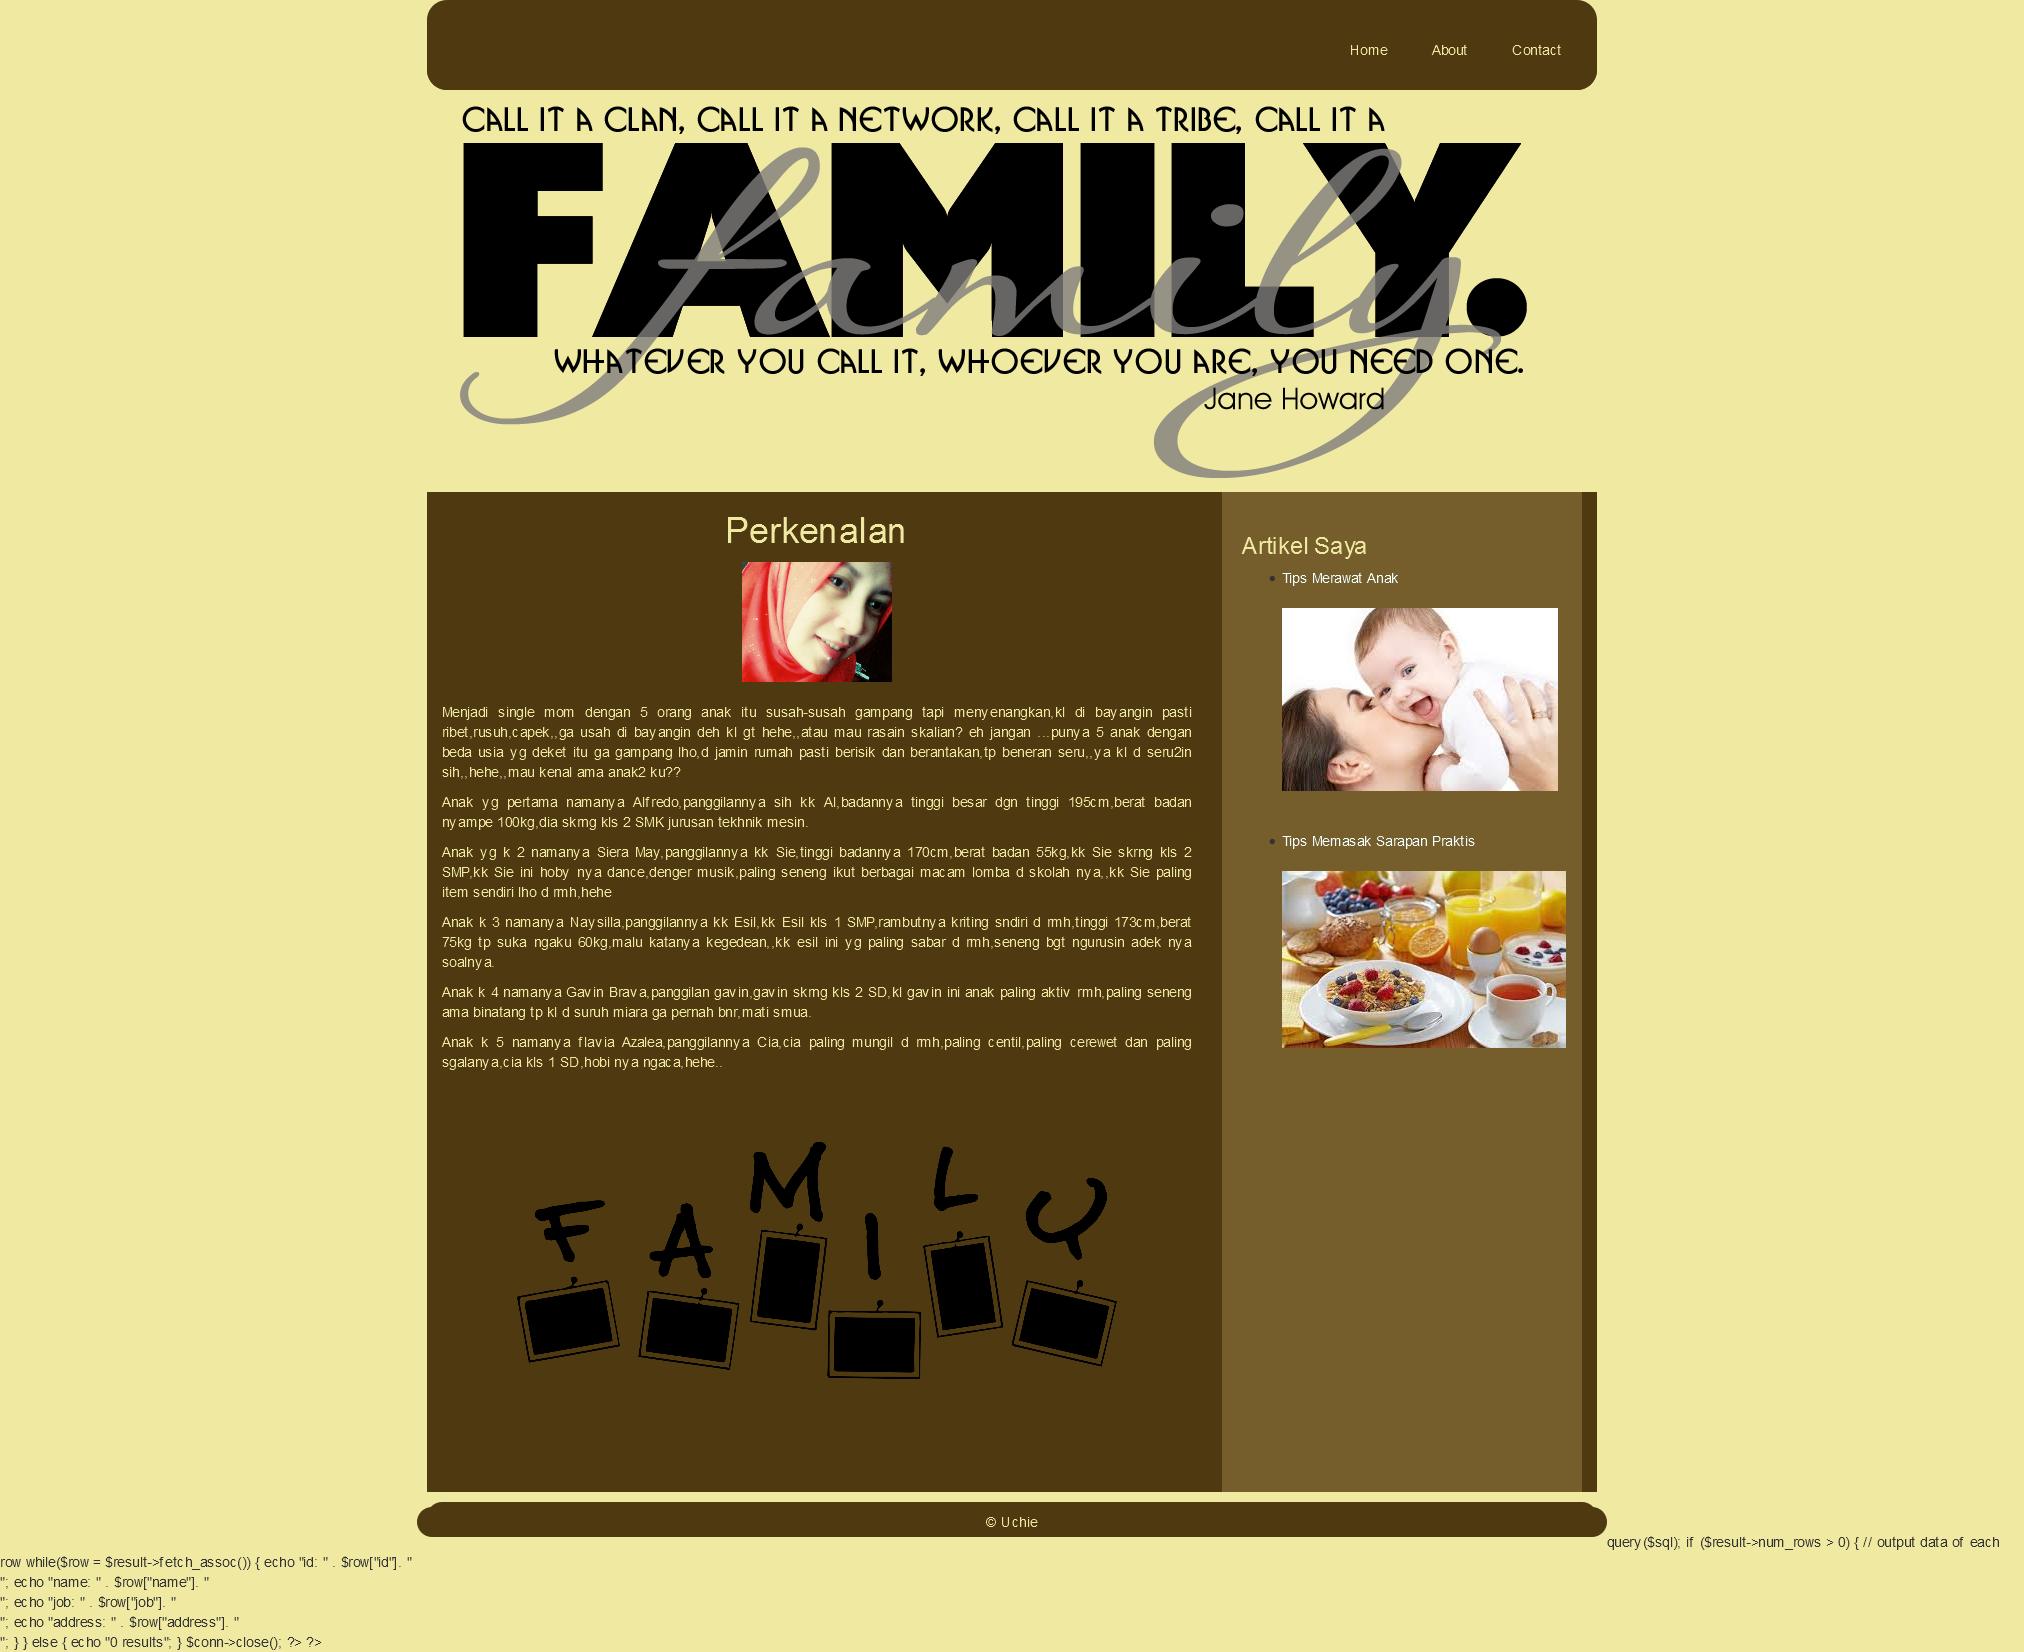 Home About Contact
CALL IT A CLAN, CALL IT A NETWORK, CALL IT A TRIBE, CALL IT A
FAMILY.
family
WHATEVER YOU CALL IT, WHOEVER YOU ARE, YOU NEED ONE.
Jane Howard
Perkenalan
Menjadi single mom dengan 5 orang anak itu susah-susah gampang tapi menyenangkan,kl di bayangin pasti
ribet,rusuh,capek,,ga usah di bayangin deh kl gt hehe,,atau mau rasain skalian? eh jangan ...punya 5 anak dengan
beda usia yg deket itu ga gampang lho,d jamin rumah pasti berisik dan berantakan,tp beneran seru,,ya kl d seru2in
sih,,hehe,,mau kenal ama anak2 ku??
Anak yg pertama namanya Alfredo,panggilannya sih kk Al,badannya tinggi besar dgn tinggi 195cm,berat badan
nyampe 100kg,dia skrng kls 2 SMK jurusan tekhnik mesin.
Anak yg k 2 namanya Siera May,panggilannya kk Sie,tinggi badannya 170cm,berat badan 55kg,kk Sie skrng kls 2
SMP,kk Sie ini hoby nya dance,denger musik,paling seneng ikut berbagai macam lomba d skolah nya,,kk Sie paling
item sendiri lho d rmh,hehe
Anak k 3 namanya Naysilla,panggilannya kk Esil,kk Esil kls 1 SMP,rambutnya kriting sndiri d rmh,tinggi 173cm,berat
75kg tp suka ngaku 60kg,malu katanya kegedean,,kk esil ini yg paling sabar d rmh,seneng bgt ngurusin adek nya
soalnya.
Anak k 4 namanya Gavin Brava,panggilan gavin,gavin skrng kls 2 SD,kl gavin ini anak paling aktiv rmh,paling seneng
ama binatang tp kl d suruh miara ga pernah bnr,mati smua.
Anak k 5 namanya flavia Azalea,panggilannya Cia,cia paling mungil d rmh,paling centil,paling cerewet dan paling
sgalanya,cia kls 1 SD,hobi nya ngaca,hehe..
FAMILY
Artikel Saya
Tips Merawat Anak
Tips Memasak Sarapan Praktis
© Uchie
query($sql); if ($result->num_rows > 0) { // output data of each
row while($row = $result->fetch_assoc()) { echo "id: " . $row["id"]. "
"; echo "name: " . $row["name"]. "
"; echo "job: " . $row["job"]. "
"; echo "address: " . $row["address"]. "
"; } } else { echo "0 results"; } $conn->close(); ?> ?>